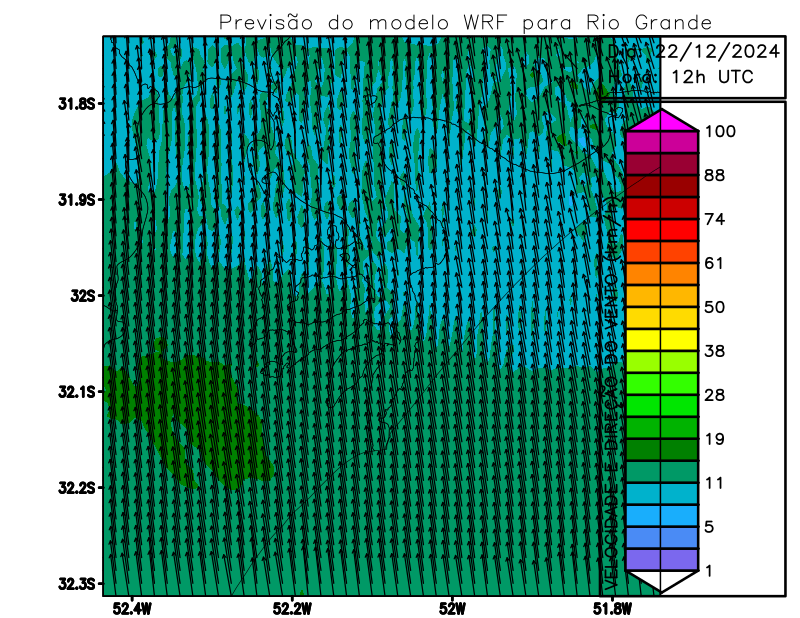 Previsão do modelo WRF para Rio Grande
Dia: 22/12/2024
Hora: 12h UTC
31.8S
31.9S
32S
32.1S
32.2S
32.3S
52.4W
52.2W
52W
51.8W
VELOCIDADE E DIREÇÃO DO VENTO (km/h)
100
88
74
61
50
38
28
19
11
5
1